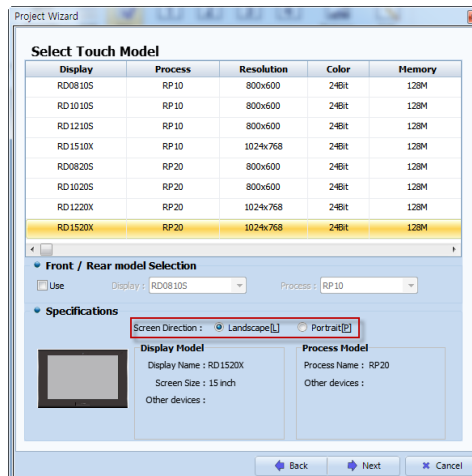 Project Wizard
Select Touch Model
Display Process Resolution Color Memory
RD0810S RP10 800x600 24Bit 128M
RD1010S RP10 800x600 24Bit 128M
RD1210S RP10 800x600 24Bit 128M
RD1510X RP10 1024x768 24Bit 128M
RD0820S RP20 800x600 24Bit 128M
RD1020S RP20 800x600 24Bit 128M
RD1220X RP20 1024x768 24Bit 128M
RD1520X RP20 1024x768 24Bit 128M
Front / Rear model Selection
Use Display : RD0810S Process : RP10
Specifications
Screen Direction : Landscape[L] Portrait[P]
Display Model Process Model
Display Name : RD1520X Process Name : RP20
Screen Size : 15 inch Other devices :
Other devices :
Back Next Cancel